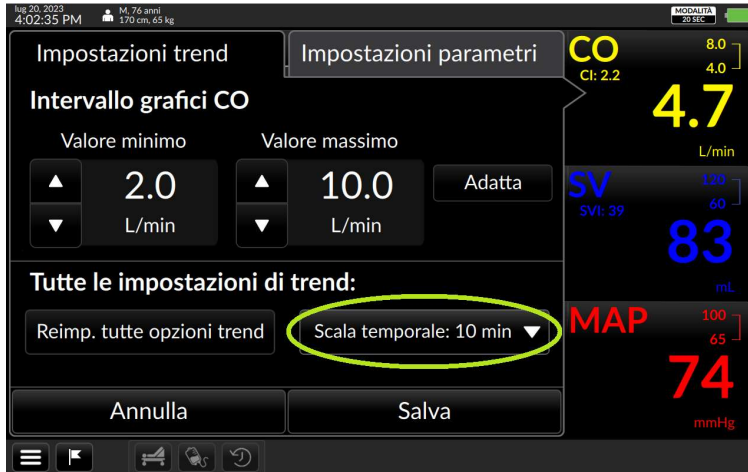 lug 20, 2023
4:02:35 PM
M, 76 anni
170 cm, 65 kg
MODALITÀ
20 SEC
Impostazioni trend
Impostazioni parametri
Intervallo grafici CO
Valore minimo
Valore massimo
2.0
L/min
10.0
L/min
Adatta
Tutte le impostazioni di trend:
Reimp. tutte opzioni trend
Scala temporale: 10 min
Annulla
Salva
CO
CI: 2.2
8.0
4.0
4.7
L/min
SV
SVI: 39
120
60
83
mL
MAP
100
65
74
mmHg